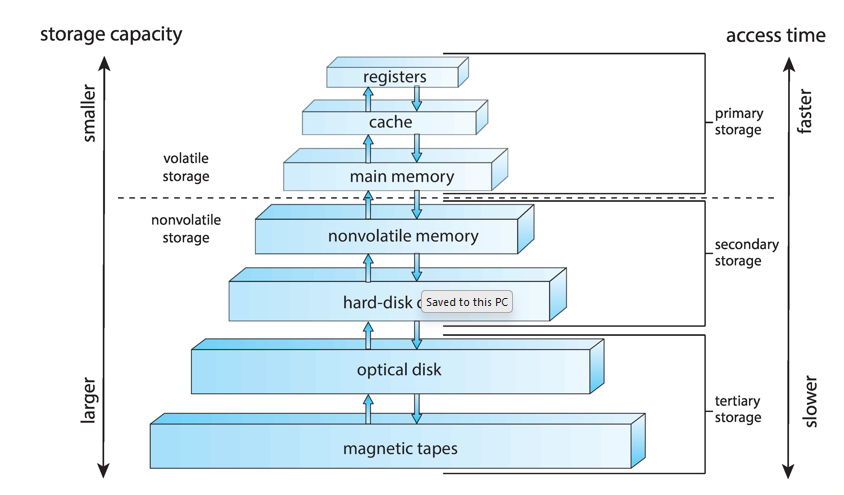 storage capacity
access time
smaller
faster
registers
cache
primary
storage
main memory
volatile
storage
nonvolatile
storage
nonvolatile memory
secondary
storage
hard-disk
Saved to this PC
optical disk
larger
slower
tertiary
storage
magnetic tapes